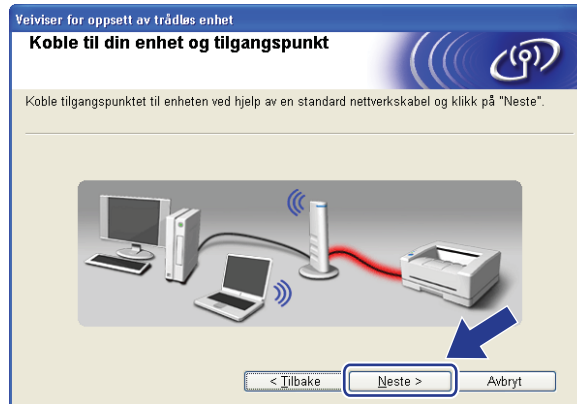 Veiviser for oppsett av trådløs enhet
Koble til din enhet og tilgangspunkt
Koble tilgangspunktet til enheten ved hjelp av en standard nettverkskabel og klikk på "Neste".
< Tilbake
Neste >
Avbryt